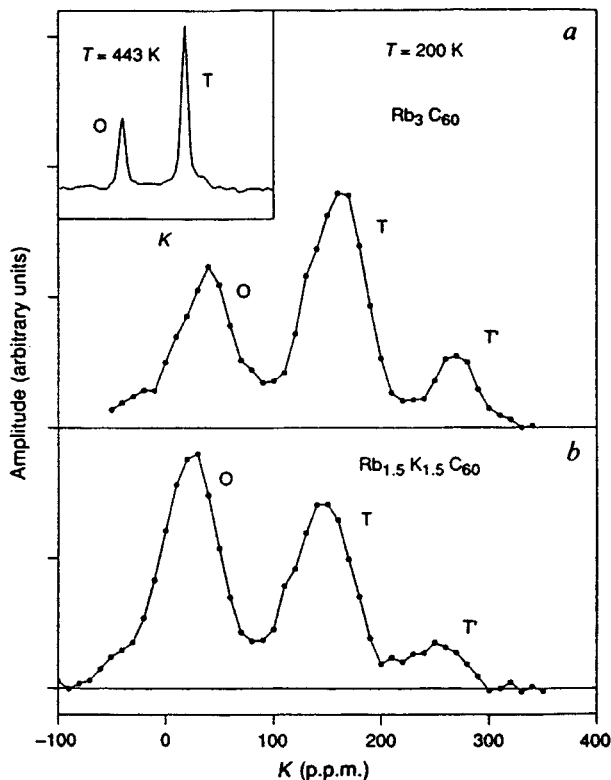 a
T = 443 K
T
O
T = 200 K
Rb3 C60
K
O
T
T'
Amplitude (arbitrary units)
b
Rb1.5 K1.5 C60
O
T
T'
−100 0 100 200 300 400
K (p.p.m.)